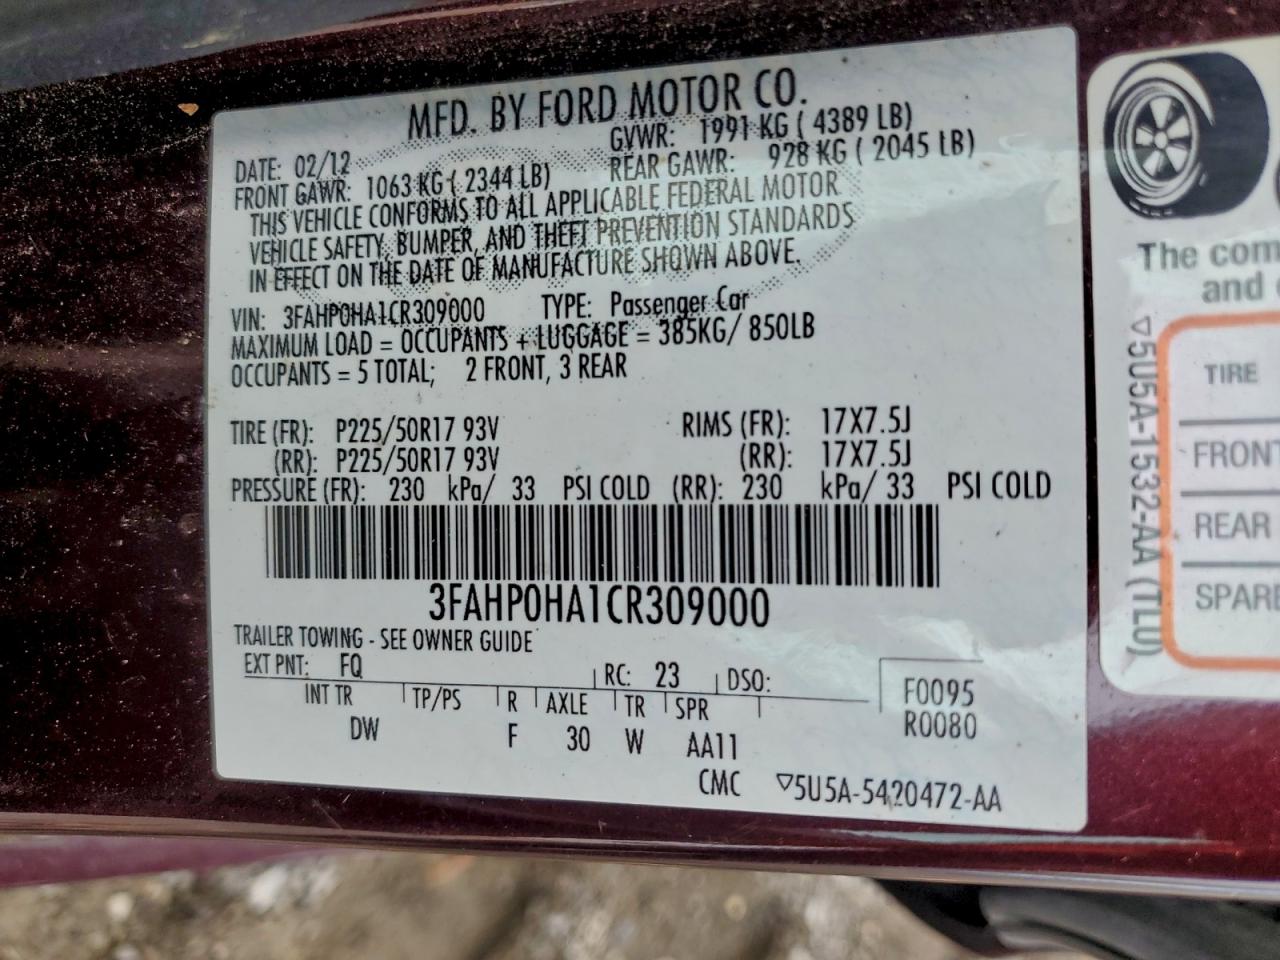 MFD. BY FORD MOTOR CO.
DATE: 02/12 GVWR: 1991 KG ( 4389 LB)
FRONT GAWR: 1063 KG ( 2344 LB) REAR GAWR: 928 KG ( 2045 LB)
THIS VEHICLE CONFORMS TO ALL APPLICABLE FEDERAL MOTOR
VEHICLE SAFETY, BUMPER, AND THEFT PREVENTION STANDARDS
IN EFFECT ON THE DATE OF MANUFACTURE SHOWN ABOVE.
VIN: 3FAHP0HA1CR309000 TYPE: Passenger Car
MAXIMUM LOAD = OCCUPANTS + LUGGAGE = 385KG/ 850LB
OCCUPANTS = 5 TOTAL; 2 FRONT, 3 REAR
TIRE (FR): P225/50R17 93V RIMS (FR): 17X7.5J
(RR): P225/50R17 93V (RR): 17X7.5J
PRESSURE (FR): 230 kPa/ 33 PSI COLD (RR): 230 kPa/ 33 PSI COLD
3FAHP0HA1CR309000
TRAILER TOWING - SEE OWNER GUIDE
EXT PNT: FQ RC: 23 DSO:
INT TR TP/PS R AXLE TR SPR
DW F 30 W AA11
F0095
R0080
CMC ▽5U5A-5420472-AA
The com
and
▽5U5A-1532-AA (TL0)
TIRE
FRONT
REAR
SPARE